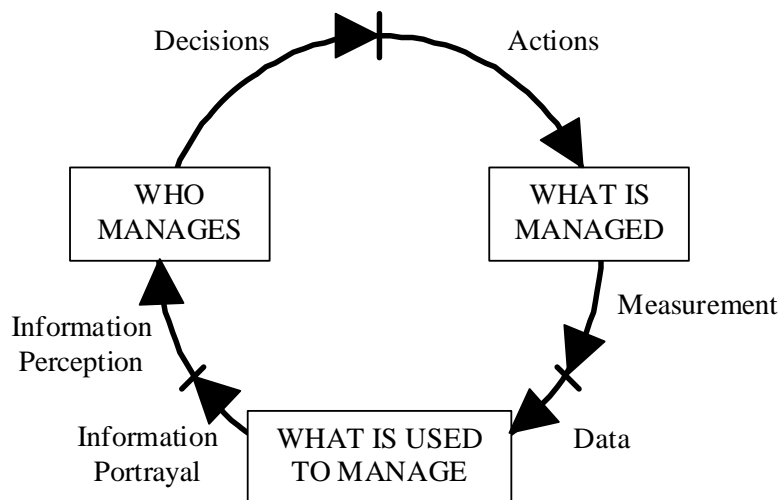 Decisions
Actions
WHO
MANAGES
WHAT IS
MANAGED
Measurement
Information
Perception
Data
WHAT IS USED
TO MANAGE
Information
Portrayal